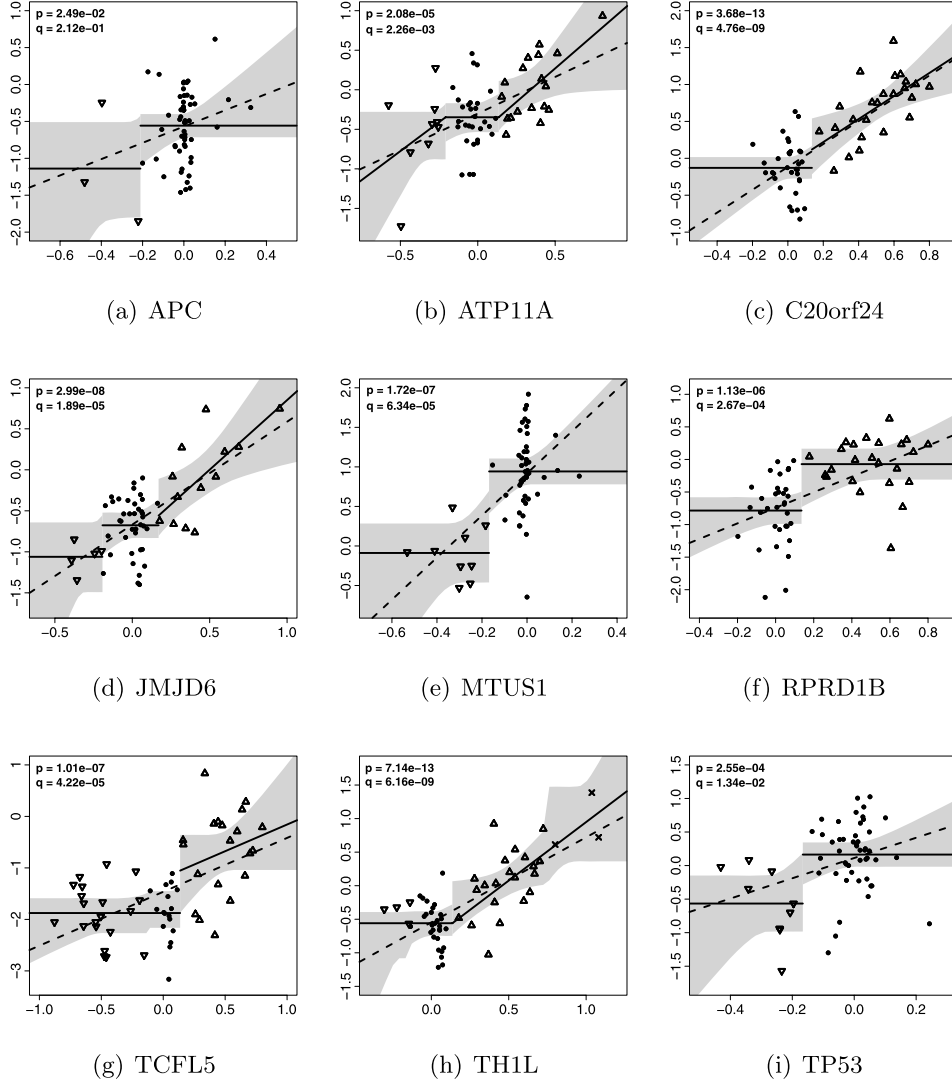 p = 2.49e−02
q = 2.12e−01
1.0
0.5
0.0
−0.5
−1.0
−1.5
−2.0
−0.6 −0.4 −0.2 0.0 0.2 0.4
(a) APC
p = 2.08e−05
q = 2.26e−03
1.0
0.5
0.0
−0.5
−1.5
−0.5 0.0 0.5
(b) ATP11A
p = 3.68e−13
q = 4.76e−09
2.0
1.5
1.0
0.5
0.0
−1.0
−0.4 −0.2 0.0 0.2 0.4 0.6 0.8
(c) C20orf24
p = 2.99e−08
q = 1.89e−05
1.0
0.5
0.0
−0.5
−1.0
−1.5
−0.5 0.0 0.5 1.0
(d) JMJD6
p = 1.72e−07
q = 6.34e−05
2.0
1.5
1.0
0.5
0.0
−0.5
−0.6 −0.4 −0.2 0.0 0.2 0.4
(e) MTUS1
p = 1.13e−06
q = 2.67e−04
1.0
0.5
0.0
−0.5
−1.0
−1.5
−2.0
−0.4 −0.2 0.0 0.2 0.4 0.6 0.8
(f) RPRD1B
p = 1.01e−07
q = 4.22e−05
1
0
−1
−2
−3
−1.0 −0.5 0.0 0.5 1.0
(g) TCFL5
p = 7.14e−13
q = 6.16e−09
1.5
1.0
0.5
0.0
−0.5
−1.0
−1.5
0.0 0.5 1.0
(h) TH1L
p = 2.55e−04
q = 1.34e−02
1.5
1.0
0.5
0.0
−0.5
−1.0
−1.5
−0.4 −0.2 0.0 0.2
(i) TP53